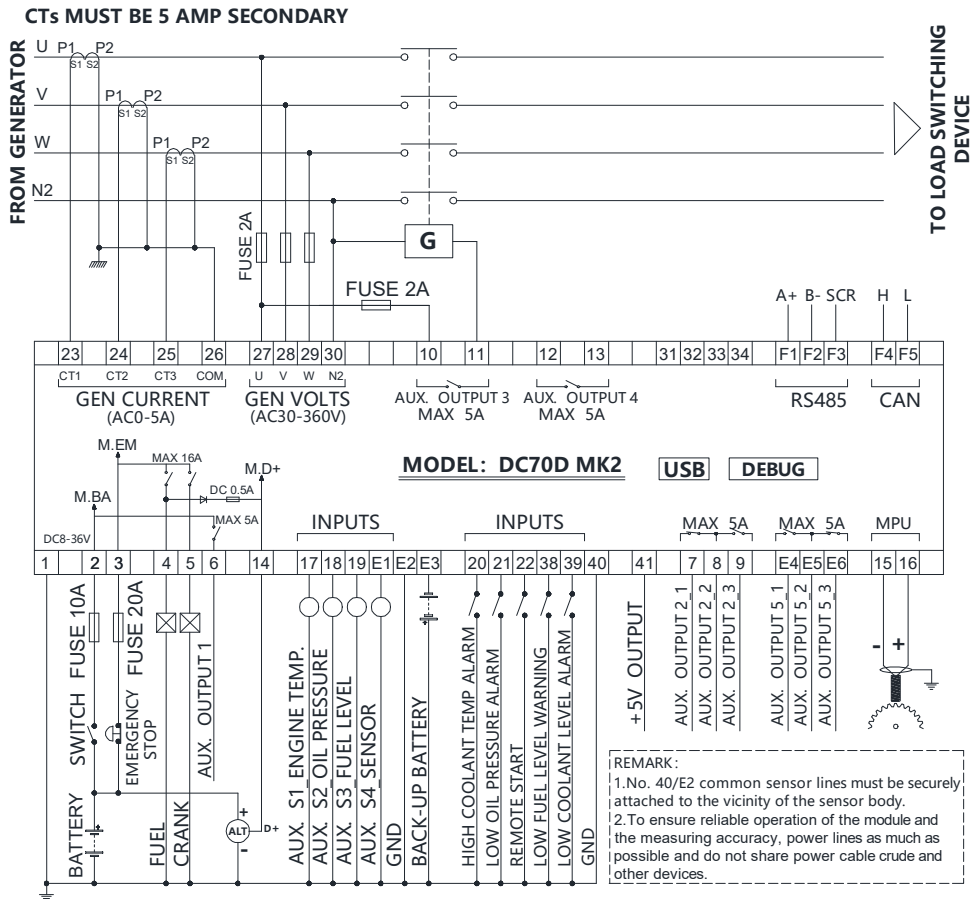 CTs MUST BE 5 AMP SECONDARY
FROM GENERATOR
TO LOAD SWITCHING
DEVICE
U P1 P2
S1 S2
V P1 P2
S1 S2
W P1 P2
S1 S2
N2
FUSE 2A
G
FUSE 2A
A+ B- SCR H L
23 24 25 26 27 28 29 30 10 11 12 13 31 32 33 34 F1 F2 F3 F4 F5
CT1 CT2 CT3 COM U V W N2
GEN CURRENT
(AC0-5A)
GEN VOLTS
(AC30-360V)
AUX. OUTPUT 3
MAX 5A
AUX. OUTPUT 4
MAX 5A
RS485
CAN
M.EM
MAX 16A
M.D+
DC 0.5A
M.BA
MAX 5A
DC8-36V
MODEL: DC70D MK2
USB
DEBUG
INPUTS
INPUTS
MAX 5A
MAX 5A
MPU
1 2 3 4 5 6 14 17 18 19 E1 E2 E3 20 21 22 38 39 40 41 7 8 9 E4 E5 E6 15 16
FUSE 10A
FUSE 20A
SWITCH
EMERGENCY
STOP
BATTERY
FUEL
CRANK
AUX. OUTPUT 1
+
ALT
D+
-
AUX. S1_ENGINE TEMP.
AUX. S2_OIL PRESSURE
AUX. S3_FUEL LEVEL
AUX. S4_SENSOR
GND
BACK-UP BATTERY
HIGH COOLANT TEMP ALARM
LOW OIL PRESSURE ALARM
REMOTE START
LOW FUEL LEVEL WARNING
LOW COOLANT LEVEL ALARM
GND
+5V OUTPUT
AUX. OUTPUT 2_1
AUX. OUTPUT 2_2
AUX. OUTPUT 2_3
AUX. OUTPUT 5_1
AUX. OUTPUT 5_2
AUX. OUTPUT 5_3
- +
REMARK:
1.No. 40/E2 common sensor lines must be securely
attached to the vicinity of the sensor body.
2.To ensure reliable operation of the module and
the measuring accuracy, power lines as much as
possible and do not share power cable crude and
other devices.